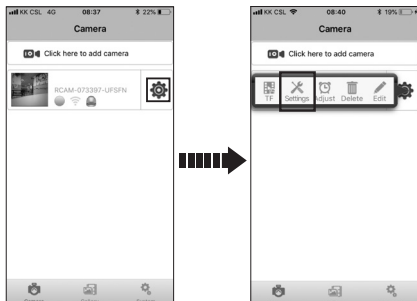 KK CSL 4G 08:37 22%
Camera
Click here to add camera
RCAM-073397-UFSFN
KK CSL 08:40 19%
Camera
Click here to add camera
TF Settings Adjust Delete Edit